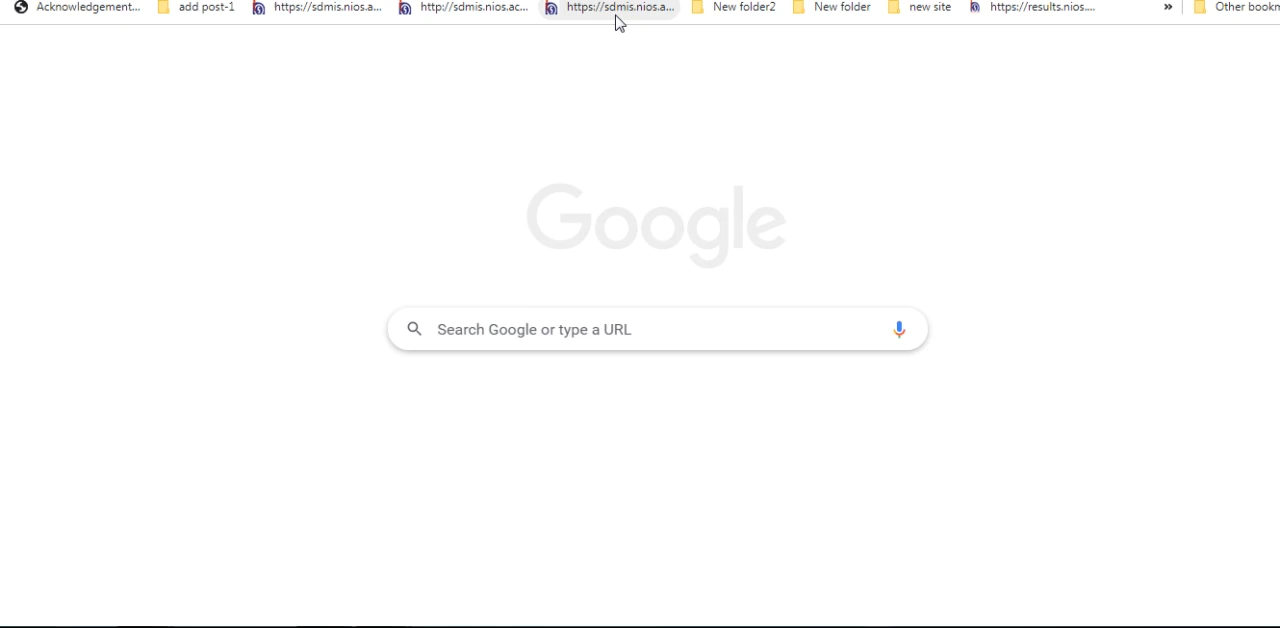 Acknowledgement... add post-1 https://sdmis.nios.a... http://sdmis.nios.ac... https://sdmis.nios.a... New folder2 New folder new site https://results.nios.... » Other bookm
Google
Search Google or type a URL